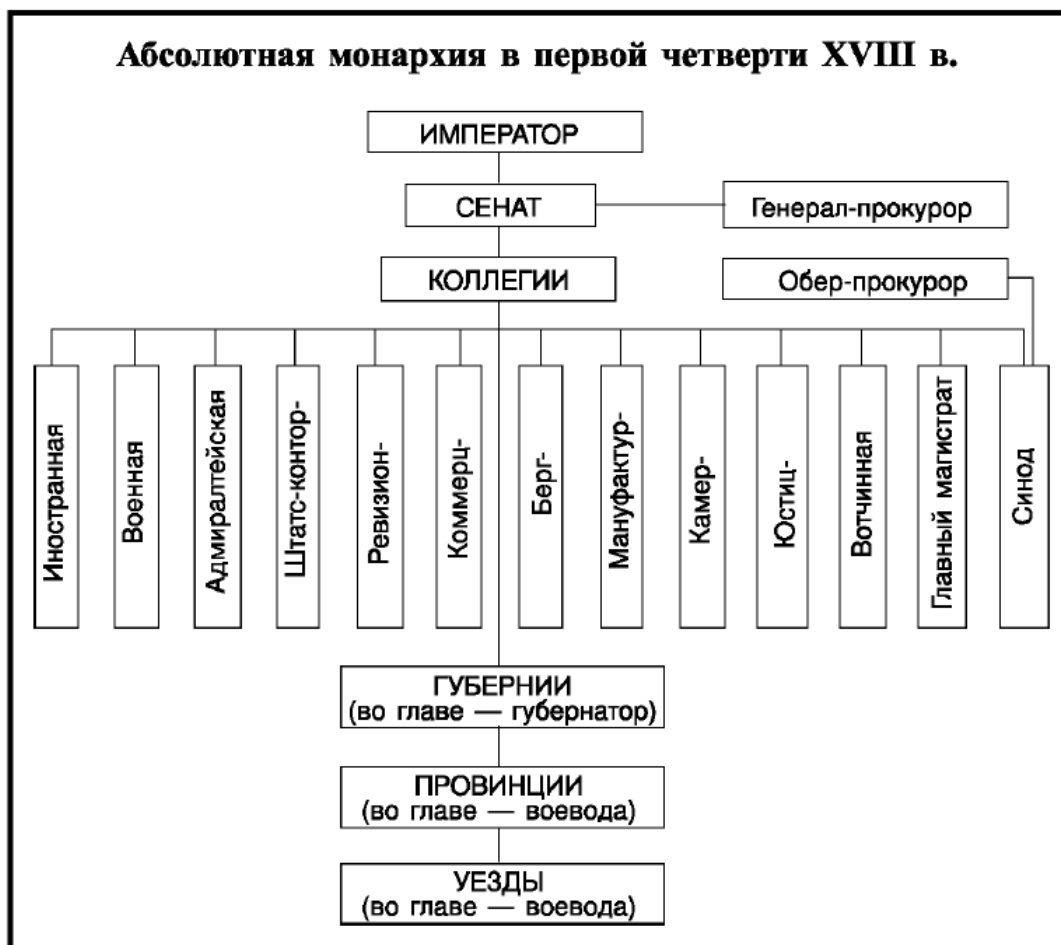 Абсолютная монархия в первой четверти XVIII в.
ИМПЕРАТОР
СЕНАТ
Генерал-прокурор
КОЛЛЕГИИ
Обер-прокурор
Иностранная
Военная
Адмиралтейская
Штатс-контор-
Ревизион-
Коммерц-
Берг-
Мануфактур-
Камер-
Юстиц-
Вотчинная
Главный магистрат
Синод
ГУБЕРНИИ
(во главе — губернатор)
ПРОВИНЦИИ
(во главе — воевода)
УЕЗДЫ
(во главе — воевода)